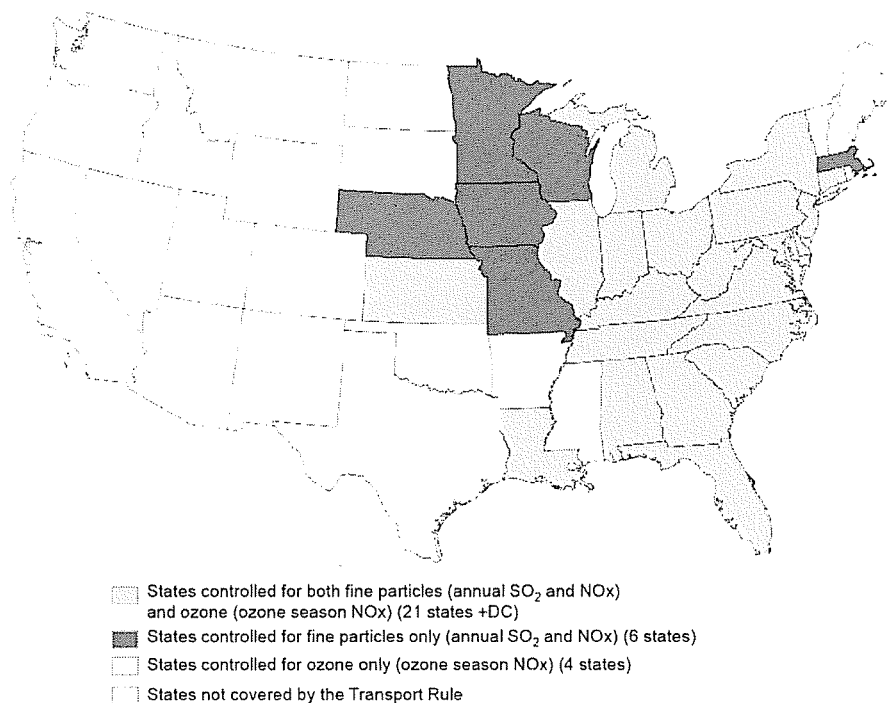 States controlled for both fine particles (annual SO₂ and NOx)
and ozone (ozone season NOx) (21 states +DC)
States controlled for fine particles only (annual SO₂ and NOx) (6 states)
States controlled for ozone only (ozone season NOx) (4 states)
States not covered by the Transport Rule